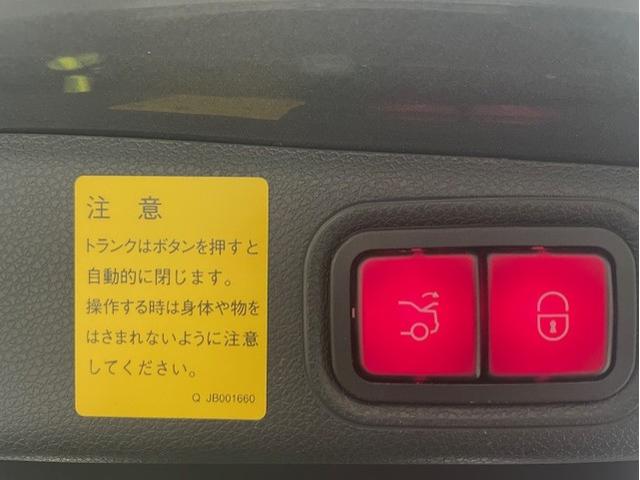 注 意
トランクはボタンを押すと
自動的に閉じます。
操作する時は身体や物を
はさまれないように注意
してください。
Q JB001660